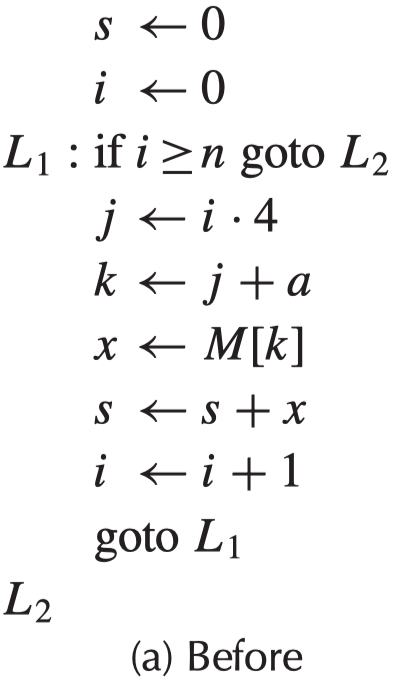 s ← 0
i ← 0
L₁ : if i ≥ n goto L₂
j ← i · 4
k ← j + a
x ← M[k]
s ← s + x
i ← i + 1
goto L₁
L₂
(a) Before